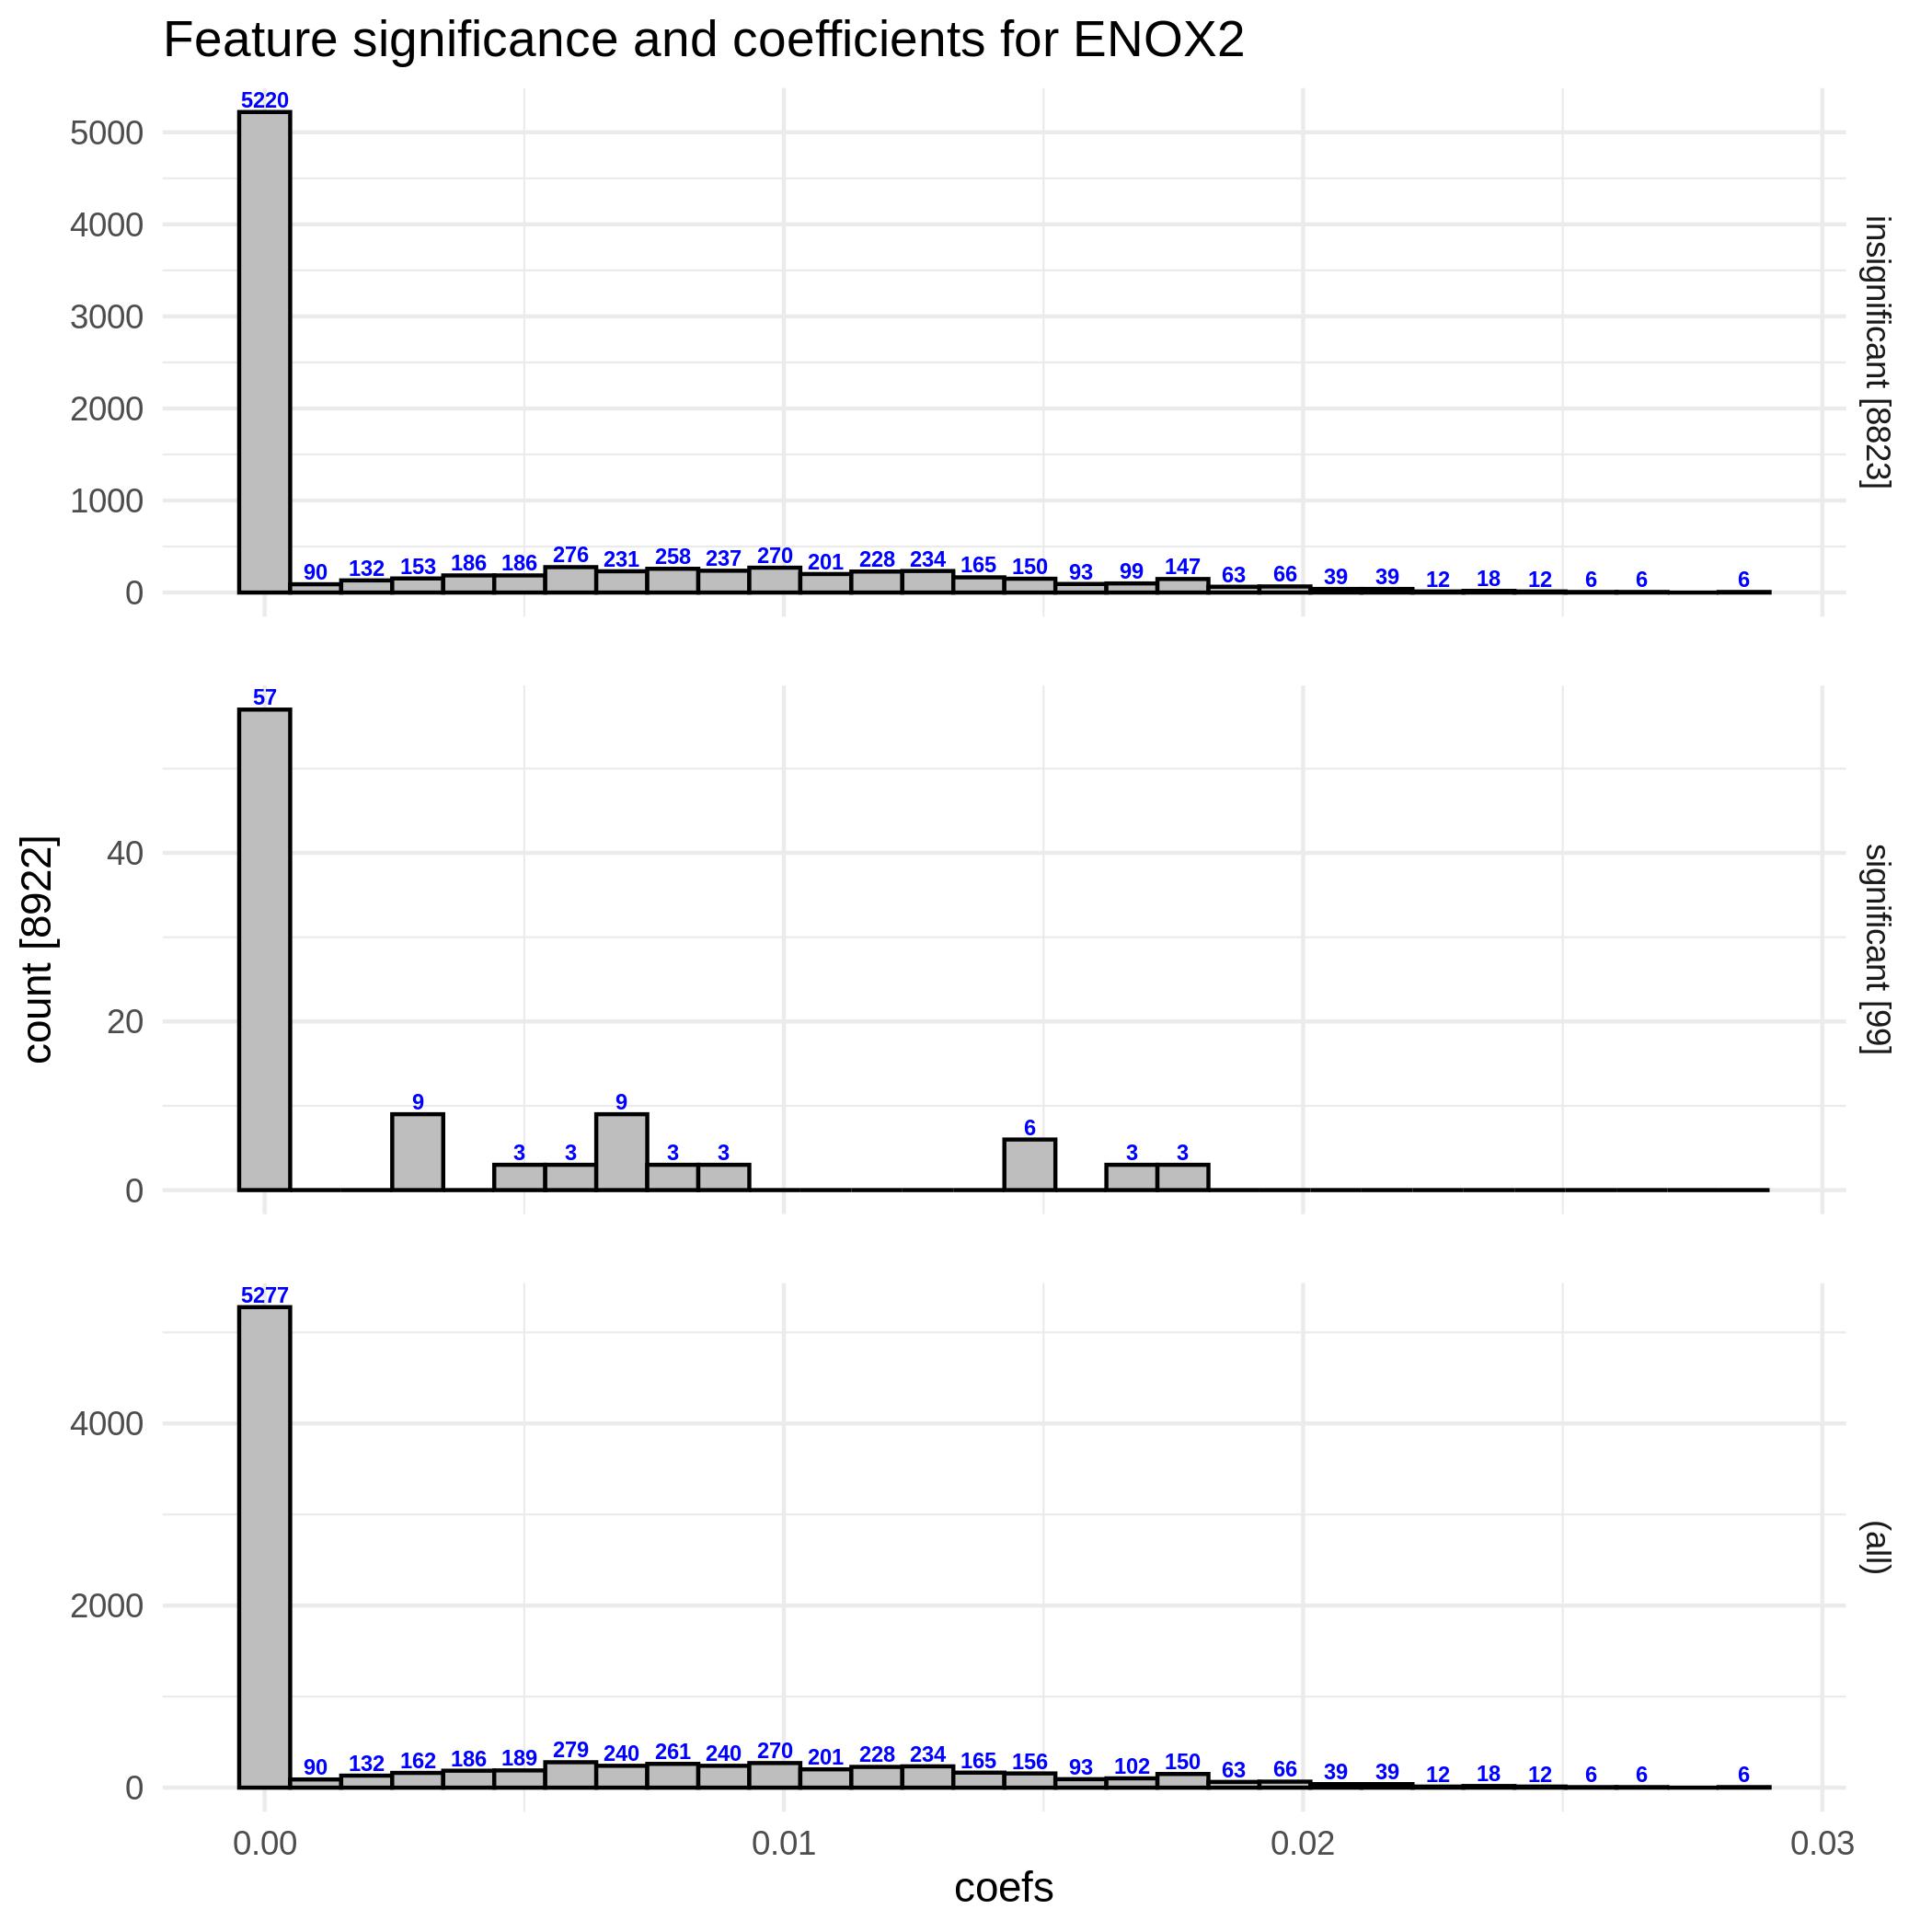 Feature significance and coefficients for ENOX2
5220
5000
4000
3000
2000
1000
0
90 132 153 186 186 276 231 258 237 270 201 228 234 165 150 93 99 147 63 66 39 39 12 18 12 6 6 6
insignificant [8823]
57
40
20
0
9 3 3 9 3 3 6 3 3
significant [99]
count [8922]
5277
4000
2000
0
90 132 162 186 189 279 240 261 240 270 201 228 234 165 156 93 102 150 63 66 39 39 12 18 12 6 6 6
(all)
0.00 0.01 0.02 0.03
coefs